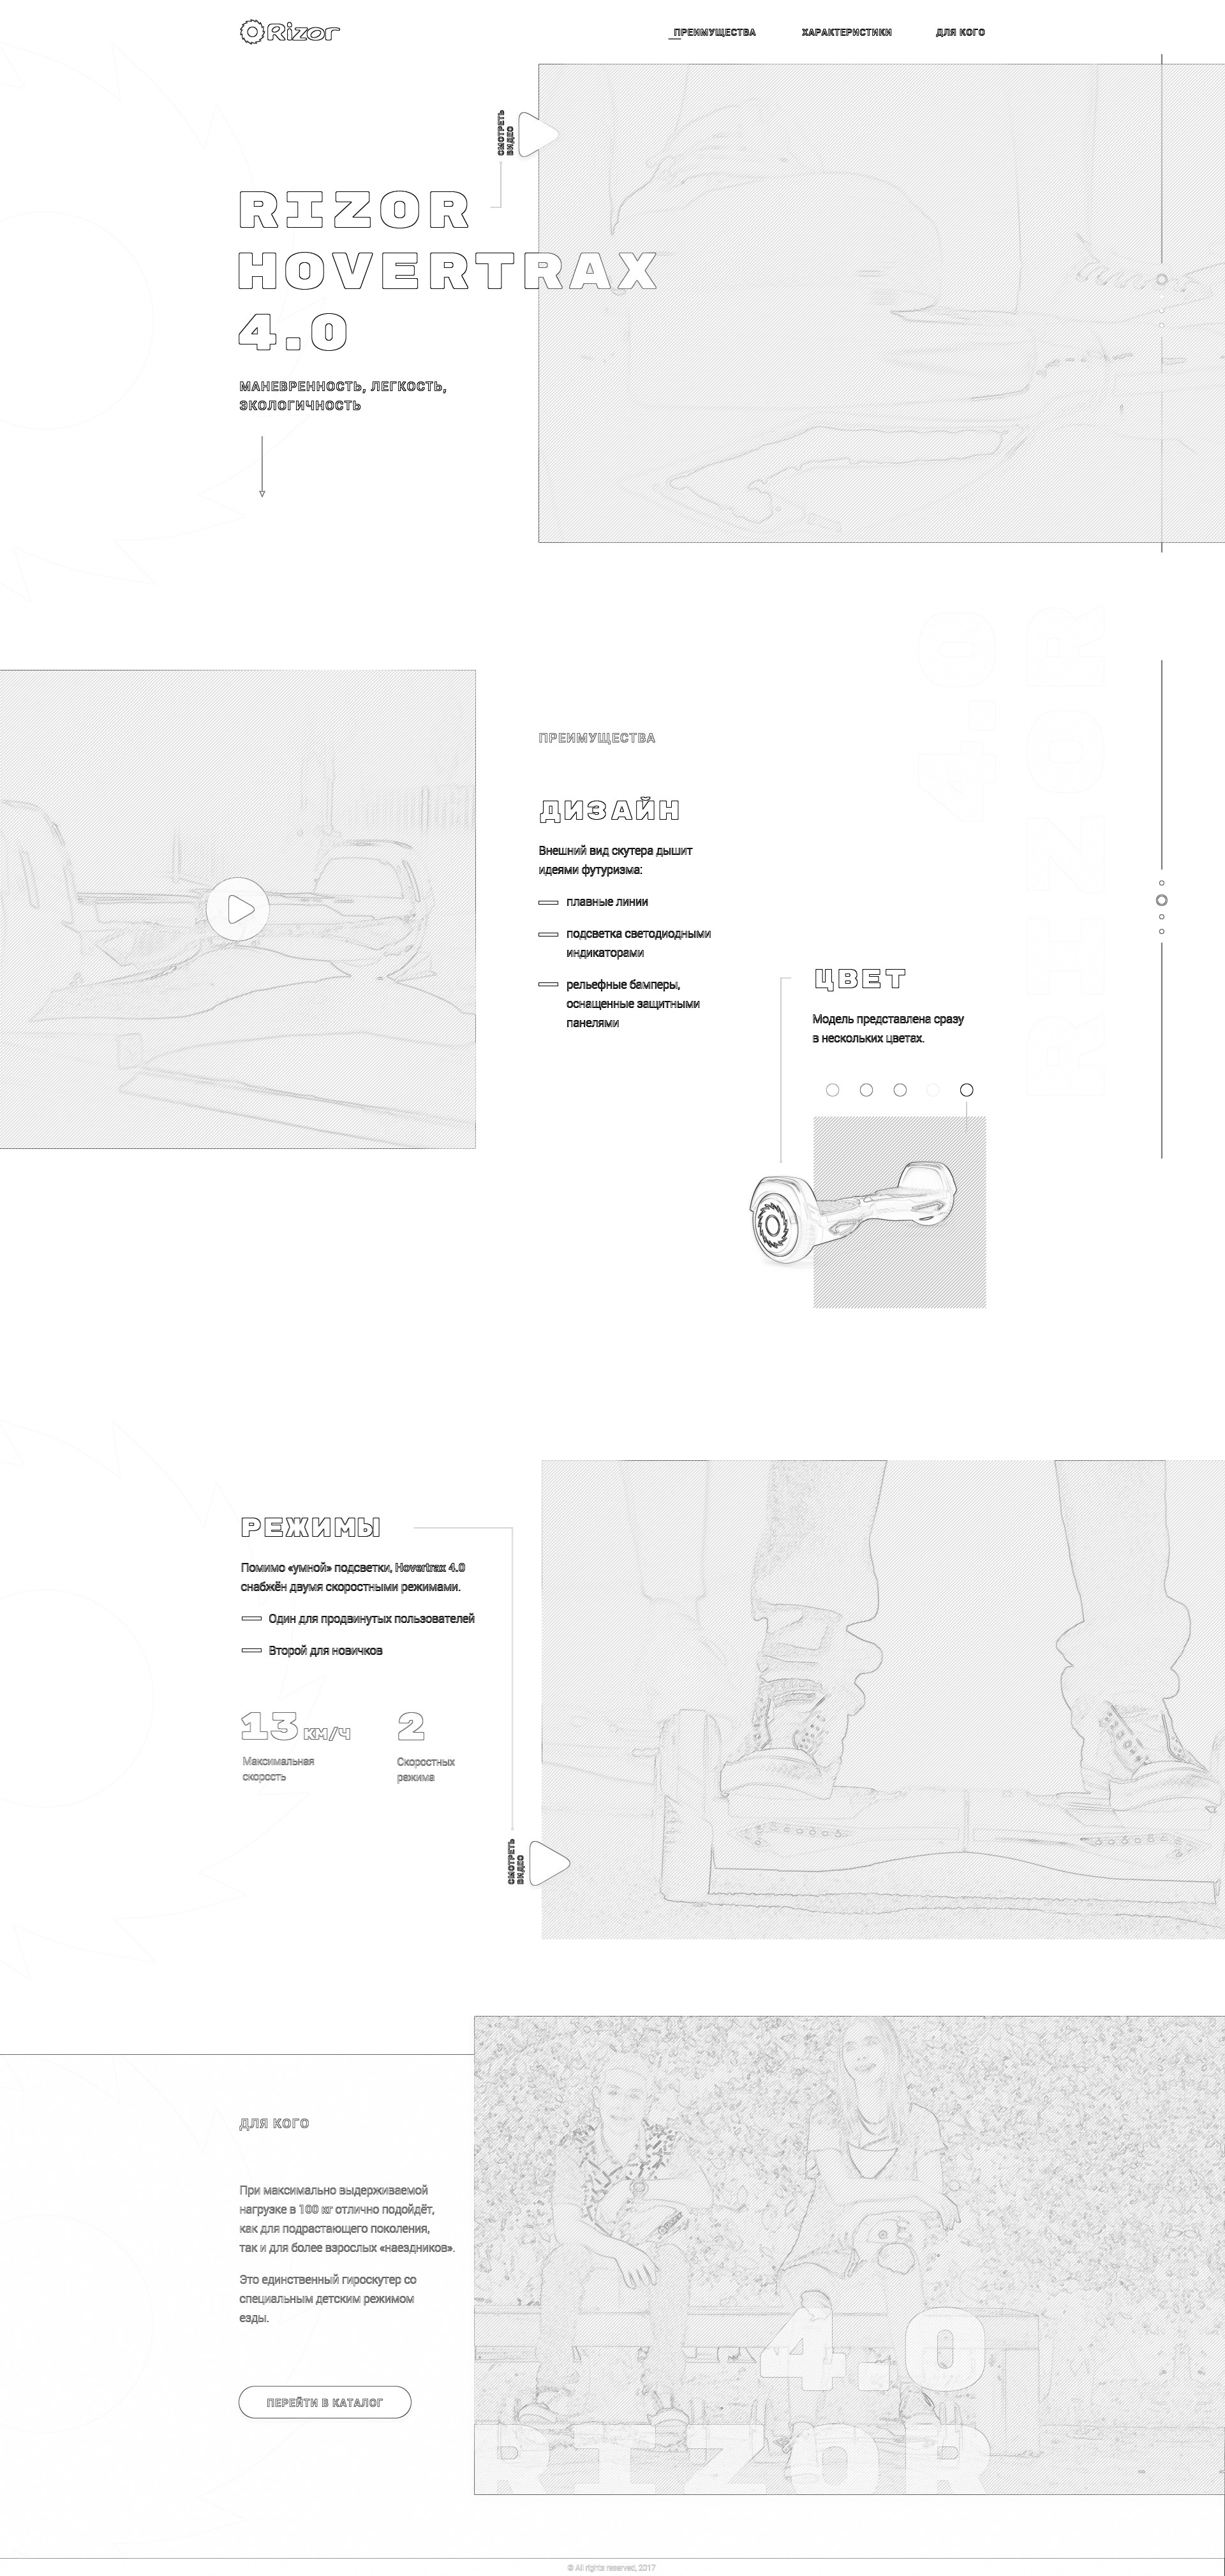 Rizor
ПРЕИМУЩЕСТВА
ХАРАКТЕРИСТИКИ
ДЛЯ КОГО
СМОТРЕТЬ
ВИДЕО
RIZOR
HOVERTRAX
4.0
МАНЕВРЕННОСТЬ, ЛЕГКОСТЬ,
ЭКОЛОГИЧНОСТЬ
RIZOR
4.0
ПРЕИМУЩЕСТВА
ДИЗАЙН
Внешний вид скутера дышит
идеями футуризма:
плавные линии
подсветка светодиодными
индикаторами
рельефные бамперы,
оснащенные защитными
панелями
ЦВЕТ
Модель представлена сразу
в нескольких цветах.
РЕЖИМЫ
Помимо «умной» подсветки, Hovertrax 4.0
снабжён двумя скоростными режимами.
Один для продвинутых пользователей
Второй для новичков
13 КМ/Ч
Максимальная
скорость
2
Скоростных
режима
СМОТРЕТЬ
ВИДЕО
ДЛЯ КОГО
При максимально выдерживаемой
нагрузке в 100 кг отлично подойдёт,
как для подрастающего поколения,
так и для более взрослых «наездников».
Это единственный гироскутер со
специальным детским режимом
езды.
ПЕРЕЙТИ В КАТАЛОГ
4.0
RIZOR
© All rights reserved, 2017